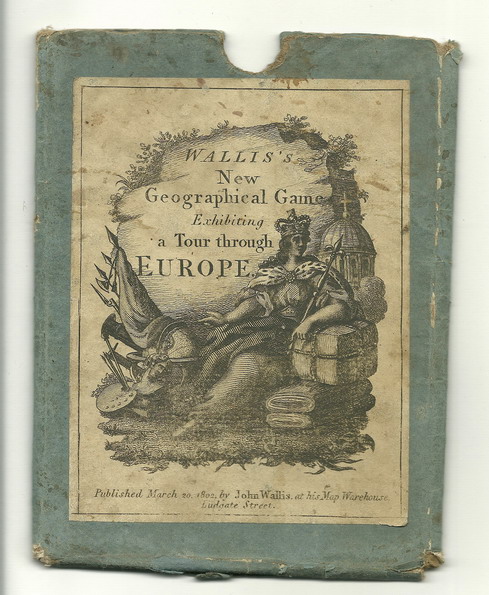 WALLIS'S
New
Geographical Game
Exhibiting
a Tour through
EUROPE,
Published March 20. 1802. by John Wallis. at his Map Warehouse.
Ludgate Street.